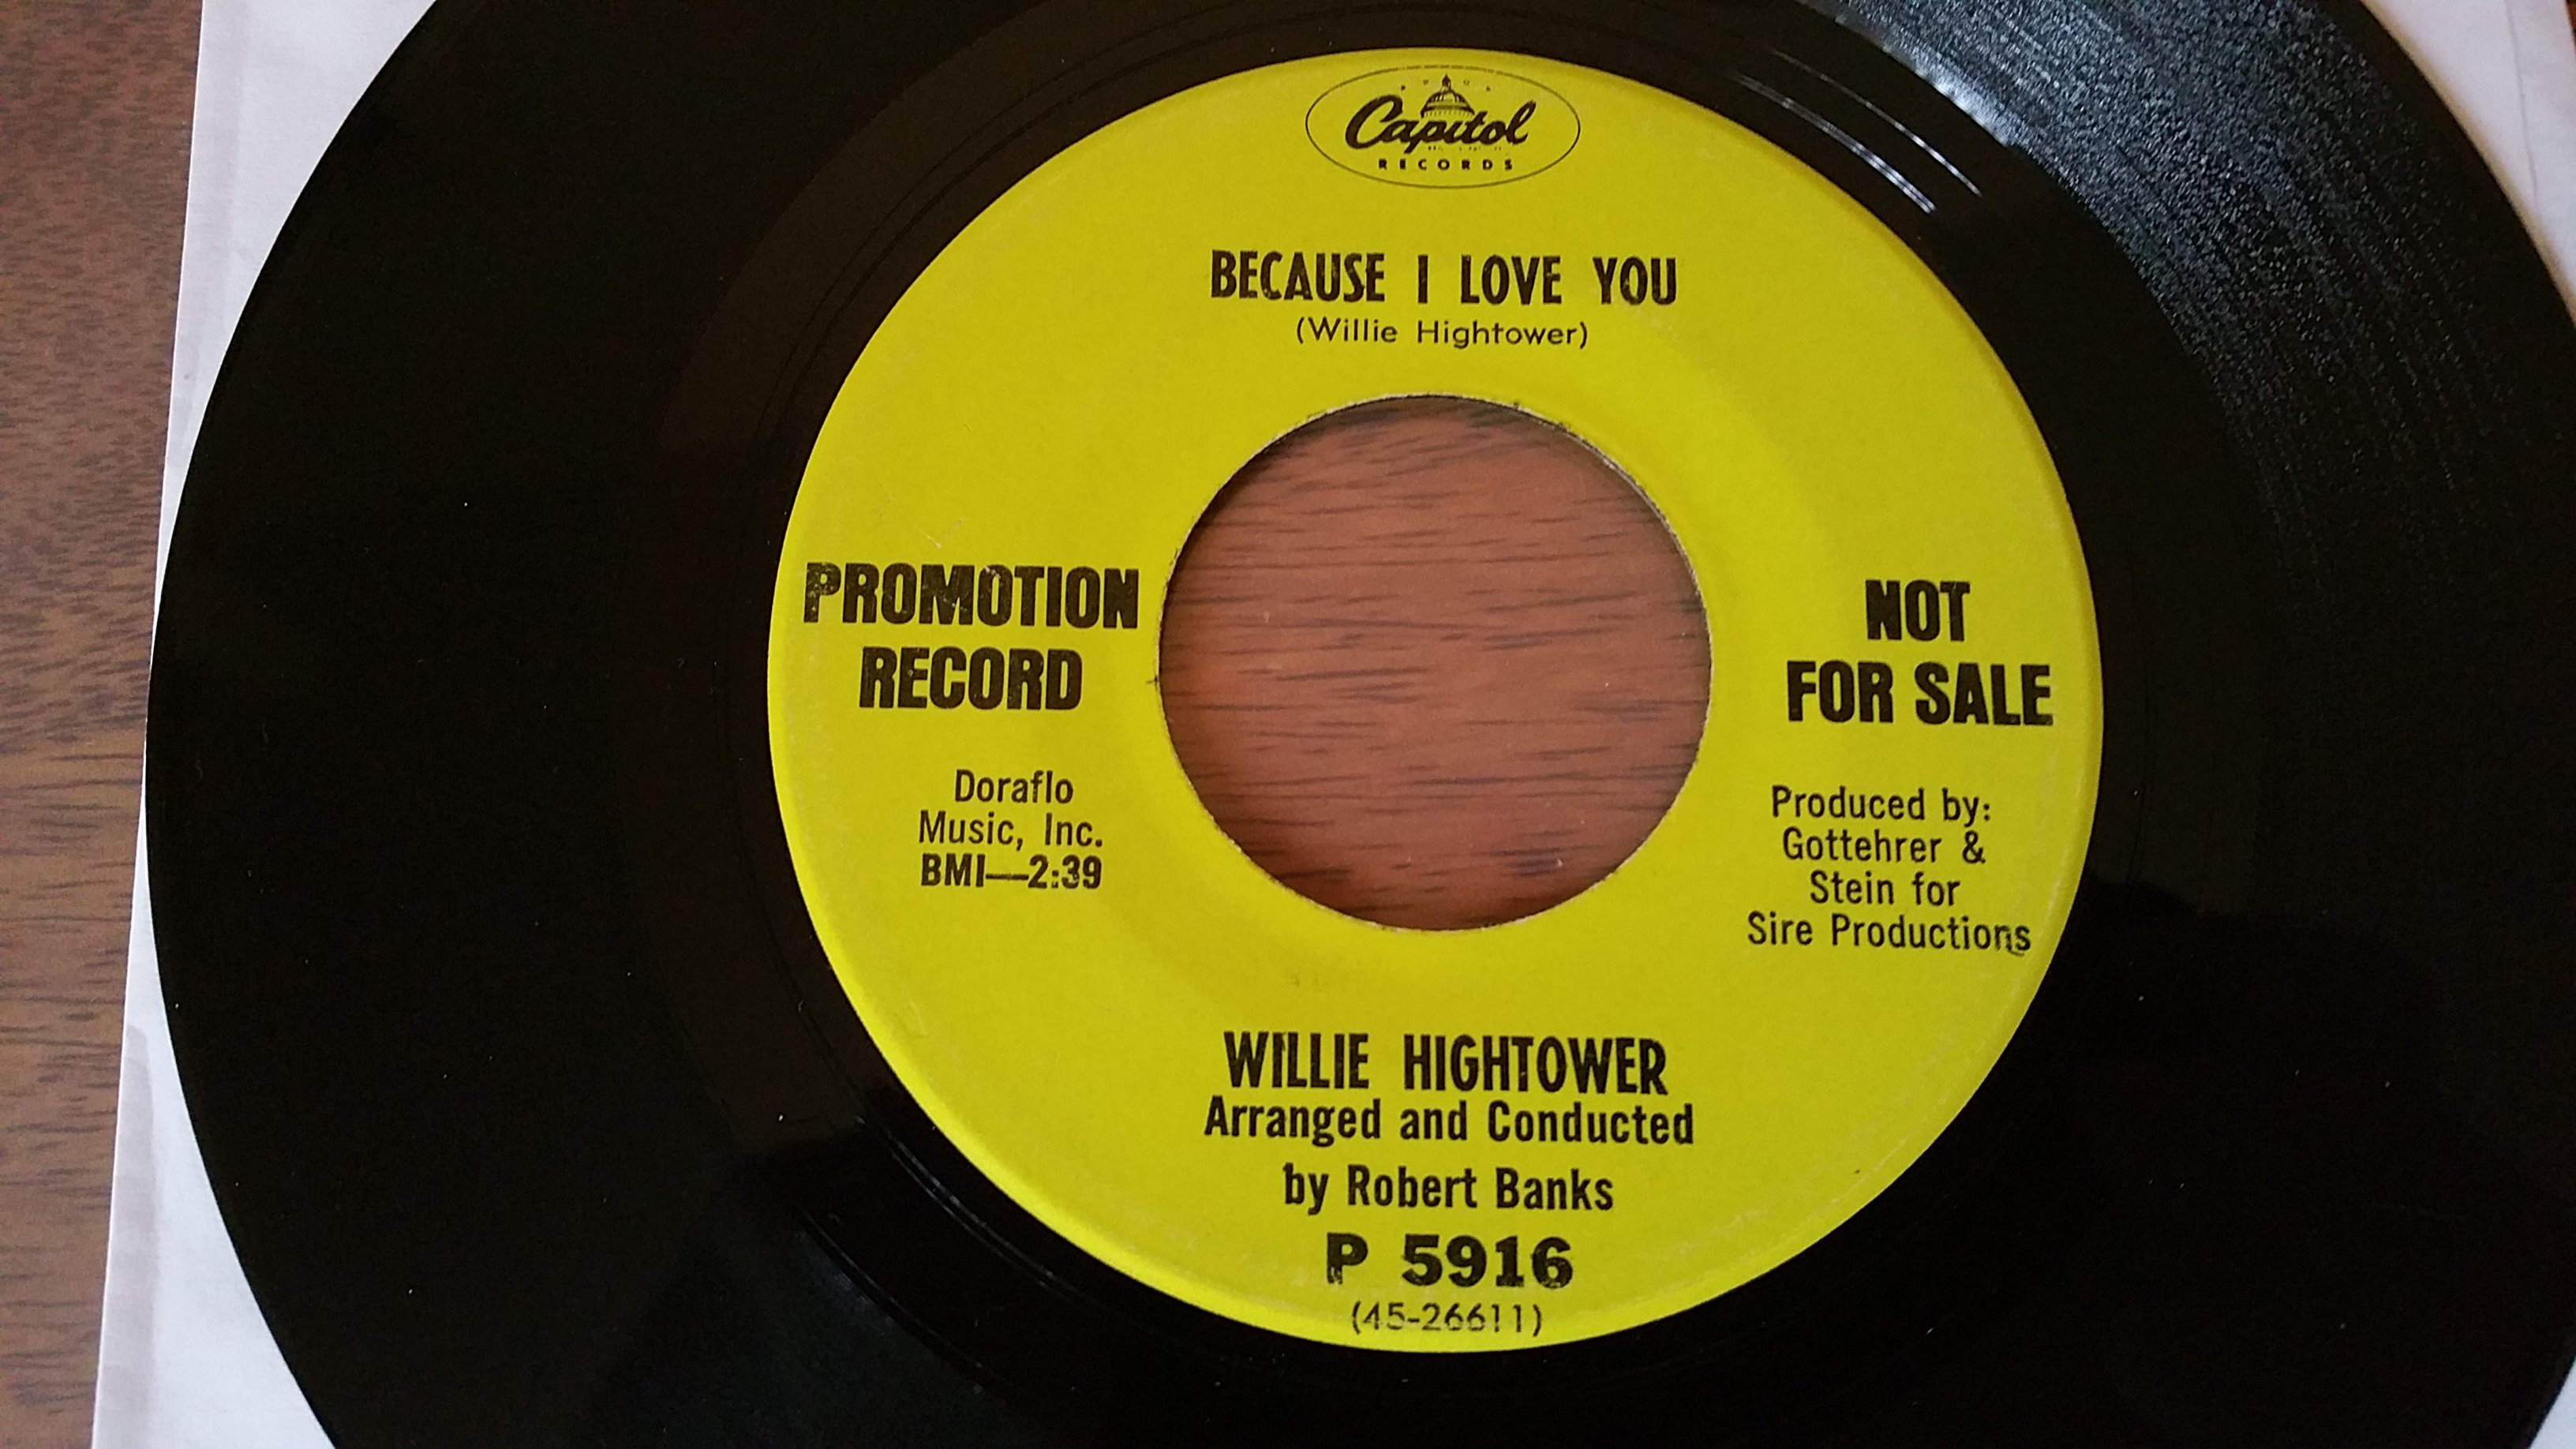 Capitol
RECORDS
BECAUSE I LOVE YOU
(Willie Hightower)
PROMOTION
RECORD
NOT
FOR SALE
Doraflo
Music, Inc.
BMI—2:39
Produced by:
Gottehrer &
Stein for
Sire Productions
WILLIE HIGHTOWER
Arranged and Conducted
by Robert Banks
P 5916
(45-26611)